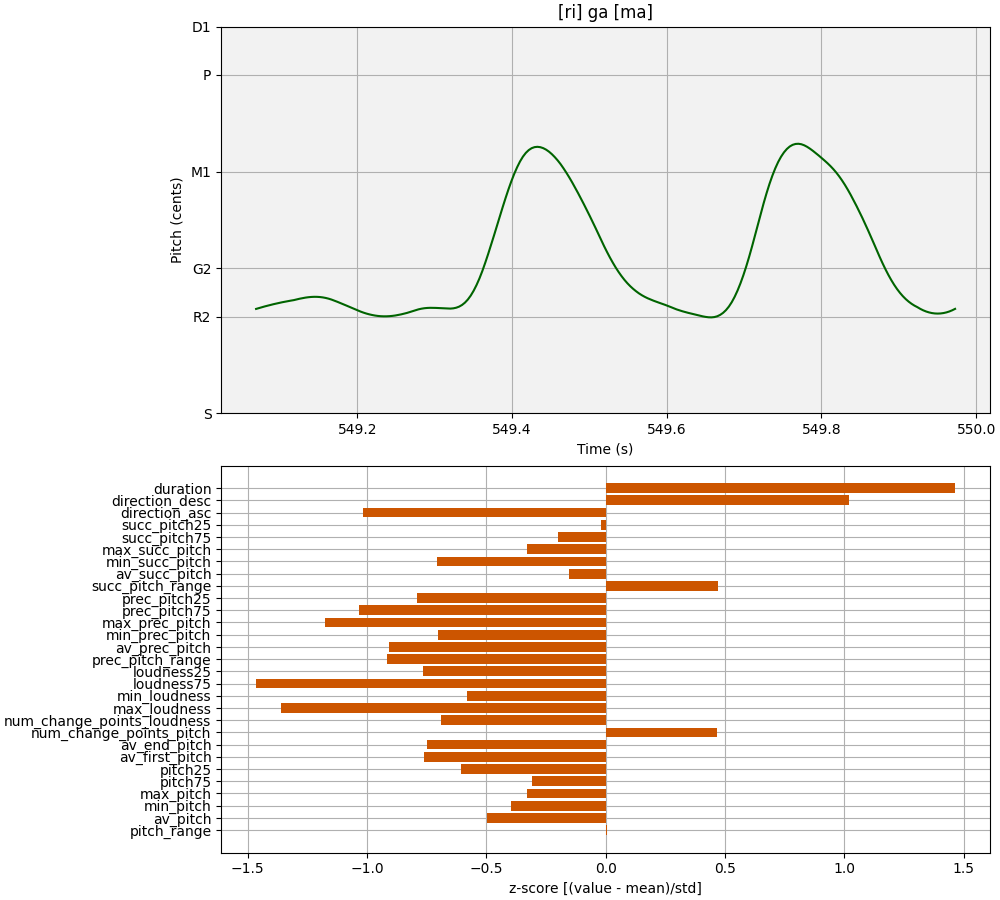 [ri] ga [ma]
D1
P
M1
G2
R2
S
Pitch (cents)
549.2 549.4 549.6 549.8 550.0
Time (s)
duration
direction_desc
direction_asc
succ_pitch25
succ_pitch75
max_succ_pitch
min_succ_pitch
av_succ_pitch
succ_pitch_range
prec_pitch25
prec_pitch75
max_prec_pitch
min_prec_pitch
av_prec_pitch
prec_pitch_range
loudness25
loudness75
min_loudness
max_loudness
num_change_points_loudness
num_change_points_pitch
av_end_pitch
av_first_pitch
pitch25
pitch75
max_pitch
min_pitch
av_pitch
pitch_range
−1.5 −1.0 −0.5 0.0 0.5 1.0 1.5
z-score [(value - mean)/std]